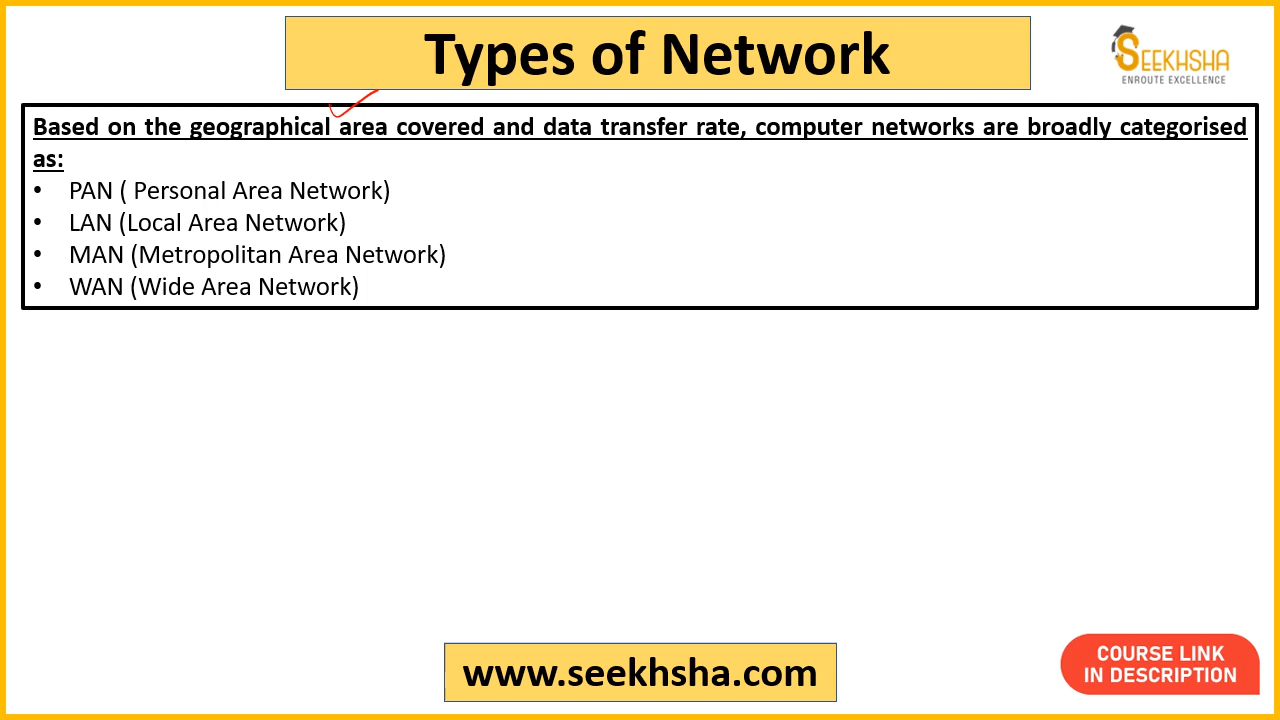 Types of Network
SEEKHSHA
ENROUTE EXCELLENCE
Based on the geographical area covered and data transfer rate, computer networks are broadly categorised
as:
• PAN ( Personal Area Network)
• LAN (Local Area Network)
• MAN (Metropolitan Area Network)
• WAN (Wide Area Network)
www.seekhsha.com
COURSE LINK
IN DESCRIPTION